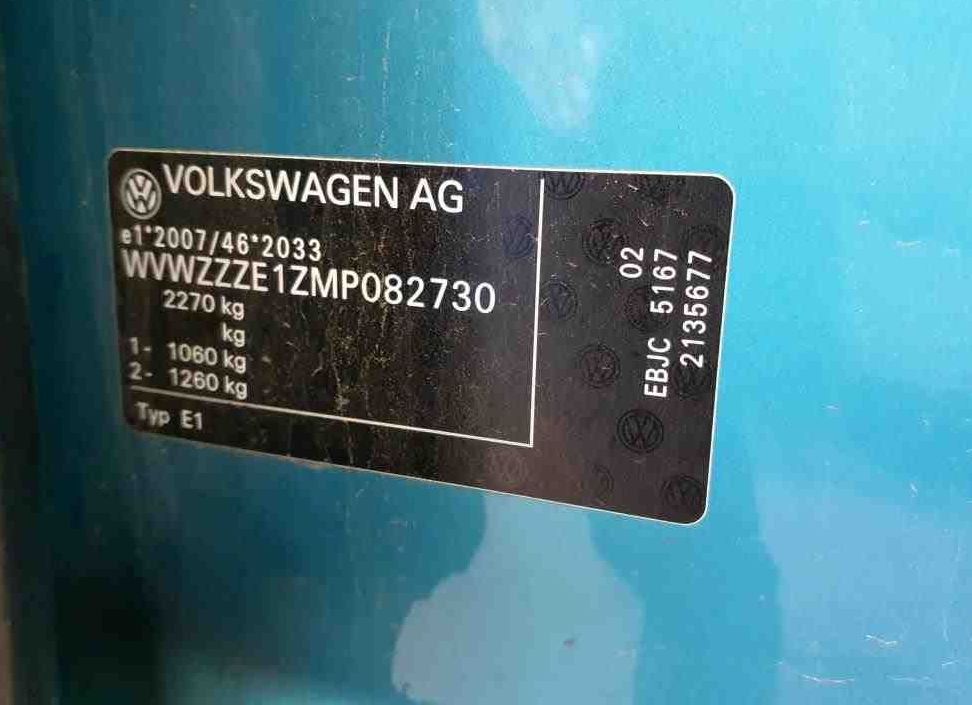 VOLKSWAGEN AG
e1*2007/46*2033
WVWZZZE1ZMP082730
2270 kg
kg
1- 1060 kg
2- 1260 kg
Typ E1
02
EBJC 5167
2135677